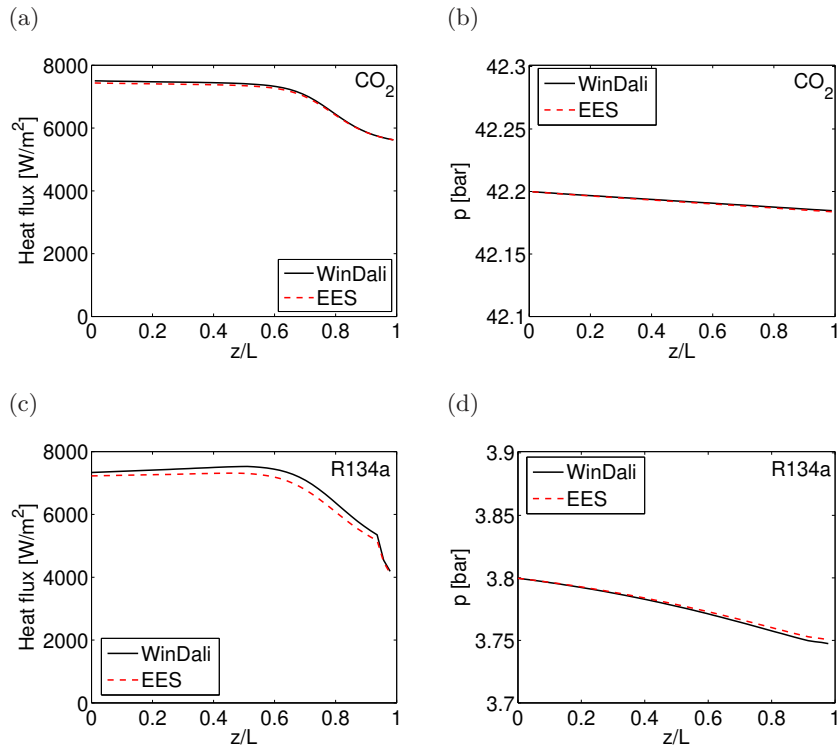 (a)
8000
6000
4000
2000
0
Heat flux [W/m²]
CO₂
WinDali
EES
0 0.2 0.4 0.6 0.8 1
z/L
(b)
42.3
42.25
42.2
42.15
42.1
p [bar]
WinDali
EES
CO₂
0 0.2 0.4 0.6 0.8 1
z/L
(c)
8000
6000
4000
2000
0
Heat flux [W/m²]
R134a
WinDali
EES
0 0.2 0.4 0.6 0.8 1
z/L
(d)
3.9
3.85
3.8
3.75
3.7
p [bar]
WinDali
EES
R134a
0 0.2 0.4 0.6 0.8 1
z/L